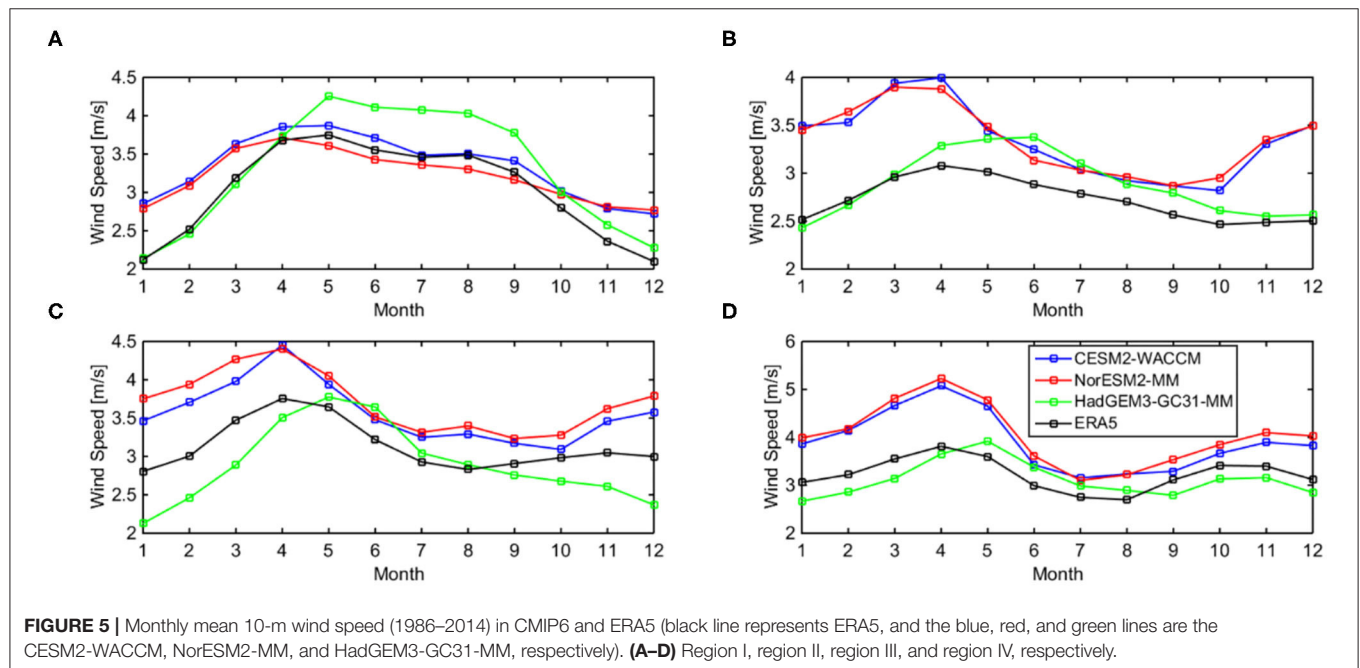 A
B
4.5
4
3.5
3
2.5
2
Wind Speed [m/s]
1 2 3 4 5 6 7 8 9 10 11 12
Month
4
3.5
3
2.5
2
Wind Speed [m/s]
1 2 3 4 5 6 7 8 9 10 11 12
Month
C
D
4.5
4
3.5
3
2.5
2
Wind Speed [m/s]
1 2 3 4 5 6 7 8 9 10 11 12
Month
6
5
4
3
2
Wind Speed [m/s]
CESM2-WACCM
NorESM2-MM
HadGEM3-GC31-MM
ERA5
1 2 3 4 5 6 7 8 9 10 11 12
Month
FIGURE 5 | Monthly mean 10-m wind speed (1986–2014) in CMIP6 and ERA5 (black line represents ERA5, and the blue, red, and green lines are the
CESM2-WACCM, NorESM2-MM, and HadGEM3-GC31-MM, respectively). (A–D) Region I, region II, region III, and region IV, respectively.